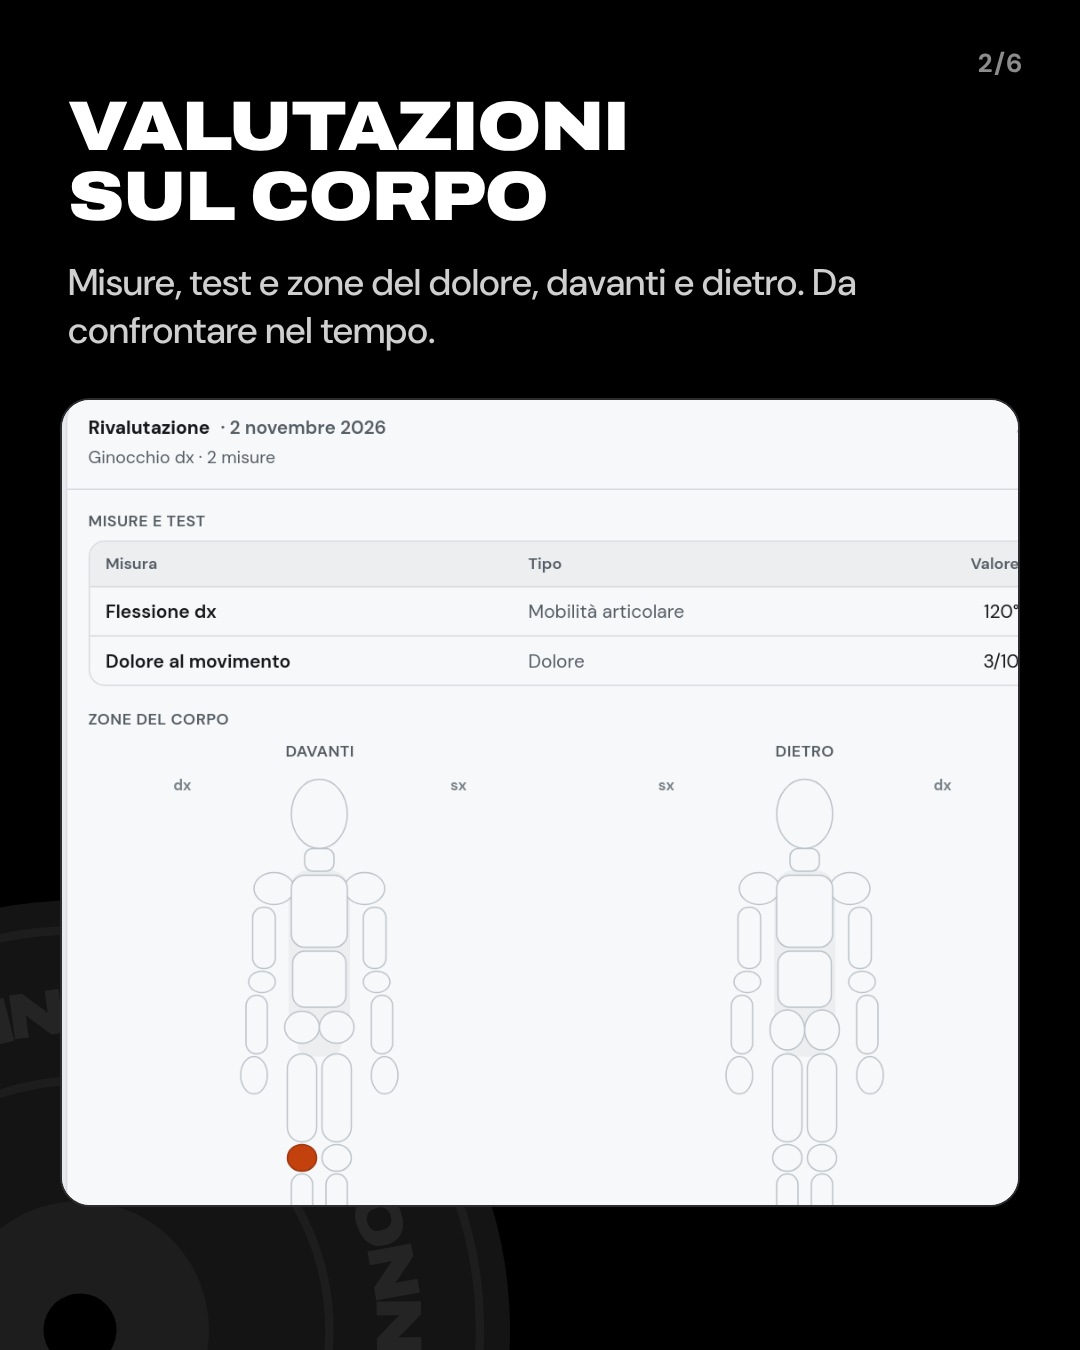 2/6
VALUTAZIONI
SUL CORPO
Misure, test e zone del dolore, davanti e dietro. Da
confrontare nel tempo.
Rivalutazione · 2 novembre 2026
Ginocchio dx · 2 misure
MISURE E TEST
Misura Tipo Valore
Flessione dx Mobilità articolare 120°
Dolore al movimento Dolore 3/10
ZONE DEL CORPO
DAVANTI DIETRO
dx sx sx dx